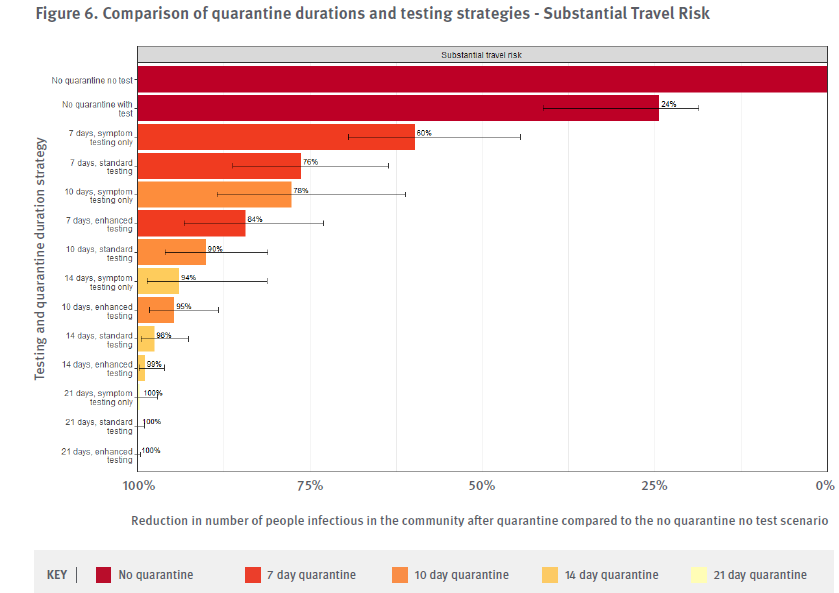 Figure 6. Comparison of quarantine durations and testing strategies - Substantial Travel Risk
Substantial travel risk
Testing and quarantine duration strategy
No quarantine no test
No quarantine with
test
24%
7 days, symptom
testing only
60%
7 days, standard
testing
76%
10 days, symptom
testing only
78%
7 days, enhanced
testing
84%
10 days, standard
testing
90%
14 days, symptom
testing only
94%
10 days, enhanced
testing
95%
14 days, standard
testing
98%
14 days, enhanced
testing
99%
21 days, symptom
testing only
100%
21 days, standard
testing
100%
21 days, enhanced
testing
100%
100% 75% 50% 25% 0%
Reduction in number of people infectious in the community after quarantine compared to the no quarantine no test scenario
KEY No quarantine 7 day quarantine 10 day quarantine 14 day quarantine 21 day quarantine